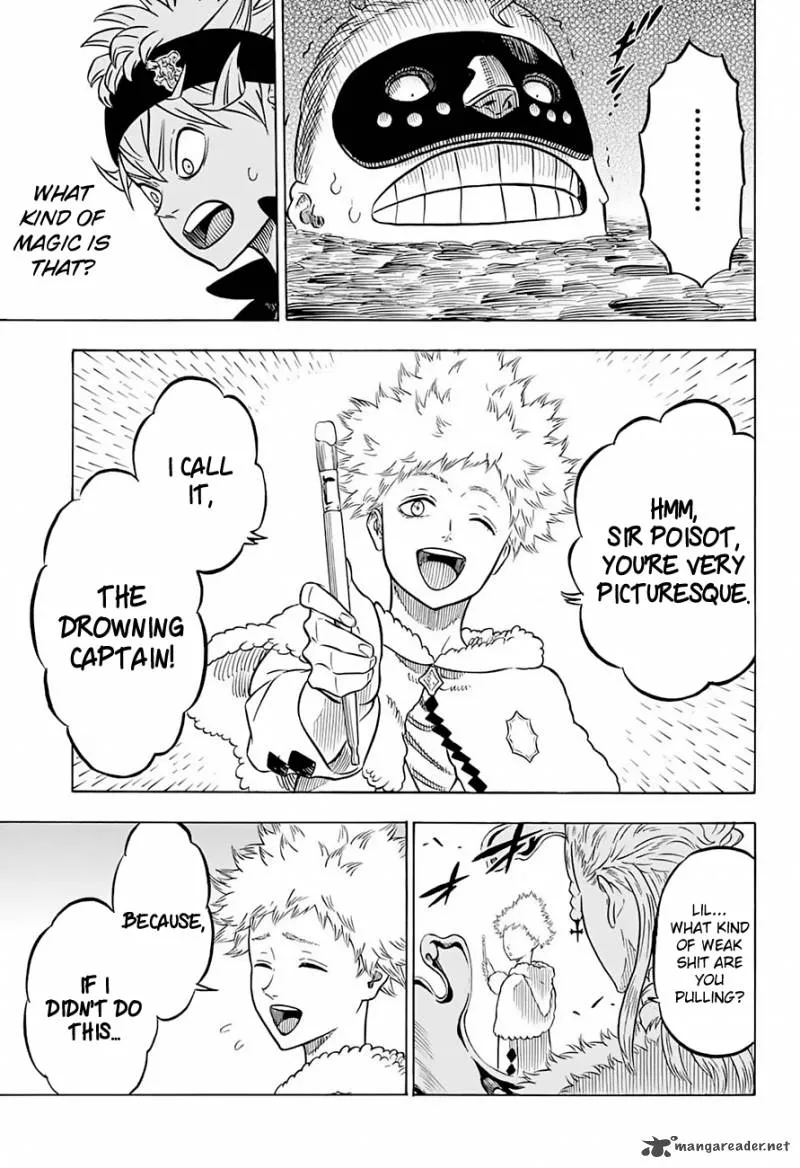 .........
WHAT
KIND OF
MAGIC IS
THAT?
HMM,
SIR POISOT,
YOU'RE VERY
PICTURESQUE.
I CALL
IT,
THE
DROWNING
CAPTAIN!
LIL...
WHAT KIND
OF WEAK
SHIT ARE
YOU
PULLING?
BECAUSE,
IF I
DIDN'T DO
THIS...
mangareader.net